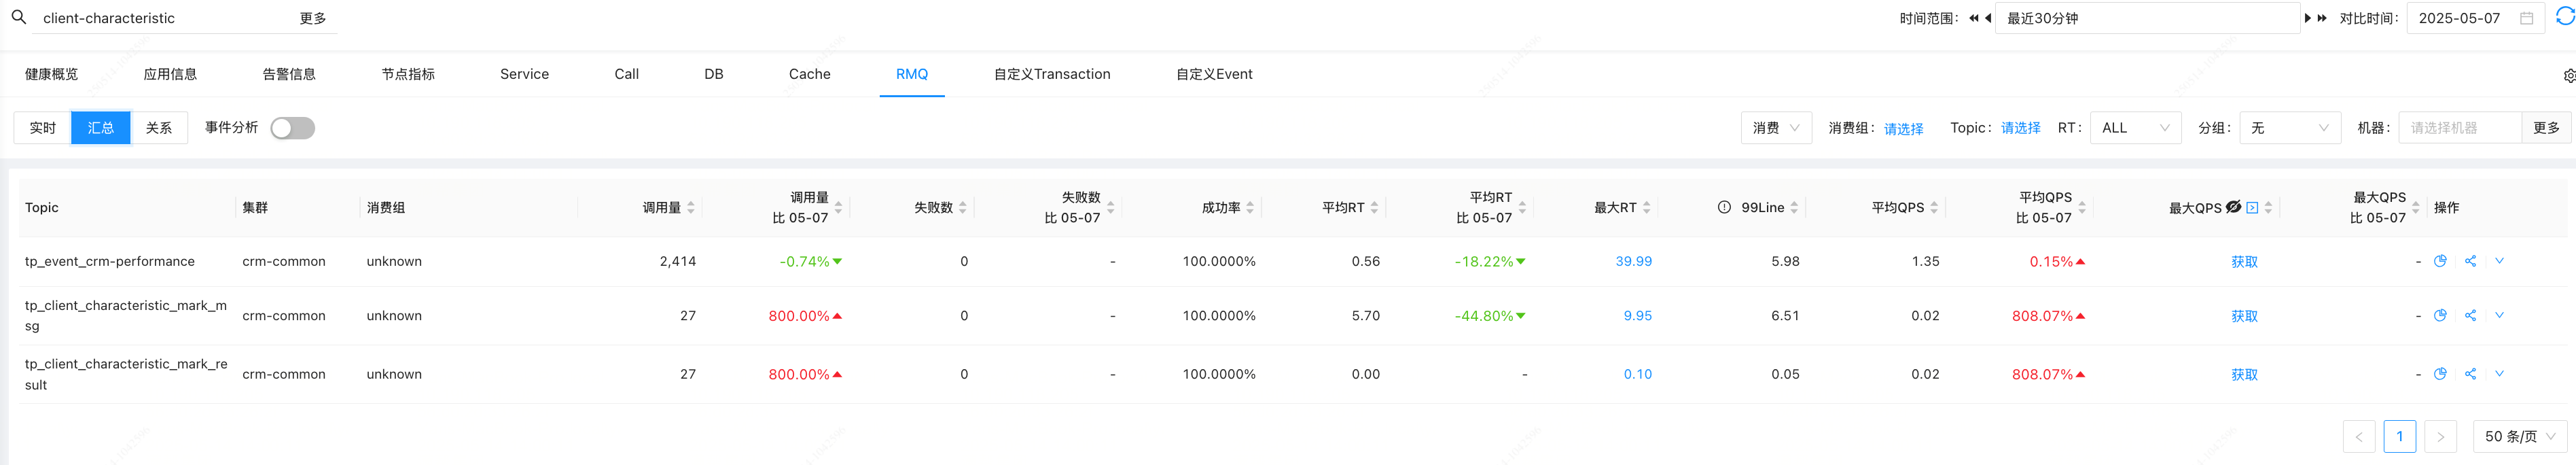 client-characteristic 更多 时间范围: 最近30分钟 对比时间: 2025-05-07
健康概览 应用信息 告警信息 节点指标 Service Call DB Cache RMQ 自定义Transaction 自定义Event
实时 汇总 关系 事件分析 消费 消费组: 请选择 Topic: 请选择 RT: ALL 分组: 无 机器: 请选择机器 更多
Topic 集群 消费组 调用量 调用量 比 05-07 失败数 失败数 比 05-07 成功率 平均RT 平均RT 比 05-07 最大RT 99Line 平均QPS 平均QPS 比 05-07 最大QPS 最大QPS 比 05-07 操作
tp_event_crm-performance crm-common unknown 2,414 -0.74% 0 - 100.0000% 0.56 -18.22% 39.99 5.98 1.35 0.15% 获取 -
tp_client_characteristic_mark_m
sg crm-common unknown 27 800.00% 0 - 100.0000% 5.70 -44.80% 9.95 6.51 0.02 808.07% 获取 -
tp_client_characteristic_mark_re
sult crm-common unknown 27 800.00% 0 - 100.0000% 0.00 - 0.10 0.05 0.02 808.07% 获取 -
1 50 条/页